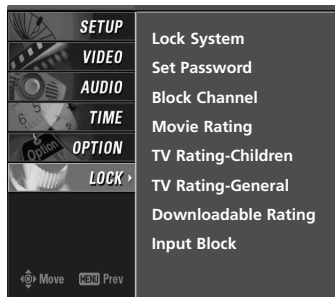 SETUP
VIDEO
AUDIO
TIME
OPTION
LOCK
Move MENU Prev
Lock System
Set Password
Block Channel
Movie Rating
TV Rating-Children
TV Rating-General
Downloadable Rating
Input Block